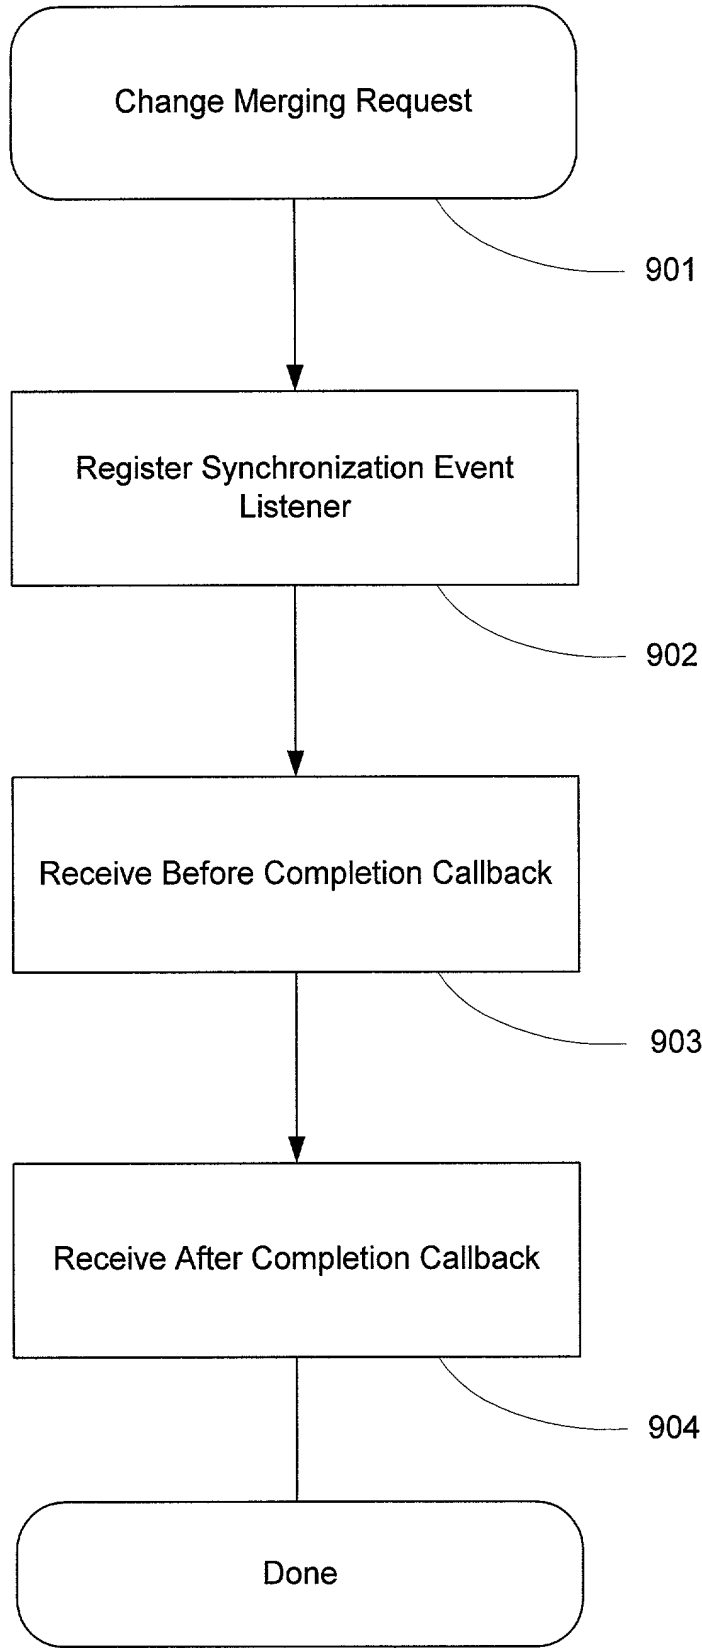 Change Merging Request
901
Register Synchronization Event
Listener
902
Receive Before Completion Callback
903
Receive After Completion Callback
904
Done